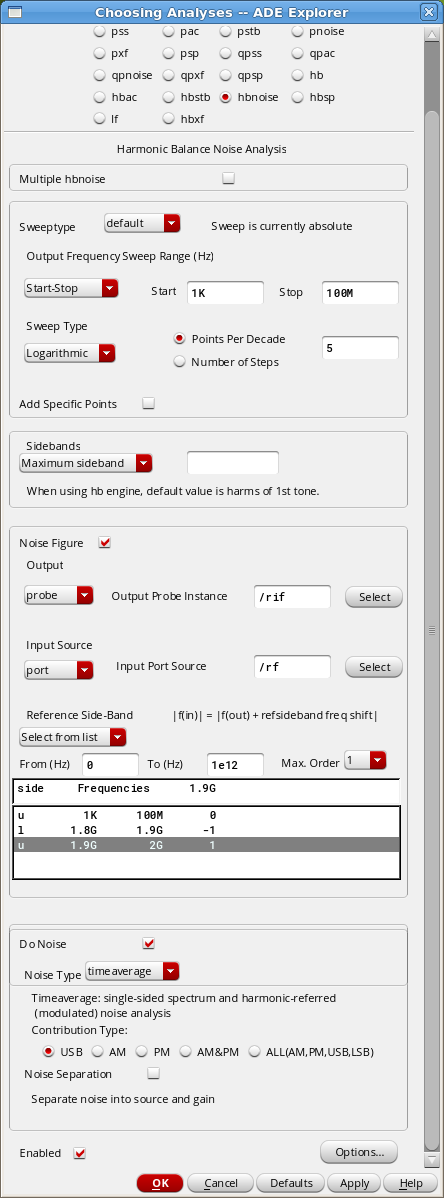 Choosing Analyses -- ADE Explorer
pss pac pstb pnoise
pxf psp qpss qpac
qpnoise qpxf qpsp hb
hbac hbstb hbnoise hbsp
lf hbxf
Harmonic Balance Noise Analysis
Multiple hbnoise
Sweeptype default Sweep is currently absolute
Output Frequency Sweep Range (Hz)
Start-Stop Start 1K Stop 100M
Sweep Type
Points Per Decade
Logarithmic 5
Number of Steps
Add Specific Points
Sidebands
Maximum sideband
When using hb engine, default value is harms of 1st tone.
Noise Figure
Output
probe Output Probe Instance /rif Select
Input Source
port Input Port Source /rf Select
Reference Side-Band |f(in)| = |f(out) + refsideband freq shift|
Select from list
From (Hz) 0 To (Hz) 1e12 Max. Order 1
side Frequencies 1.9G
u 1K 100M 0
l 1.8G 1.9G -1
u 1.9G 2G 1
Do Noise
Noise Type timeaverage
Timeaverage: single-sided spectrum and harmonic-referred
(modulated) noise analysis
Contribution Type:
USB AM PM AM&PM ALL(AM,PM,USB,LSB)
Noise Separation
Separate noise into source and gain
Enabled Options...
OK Cancel Defaults Apply Help